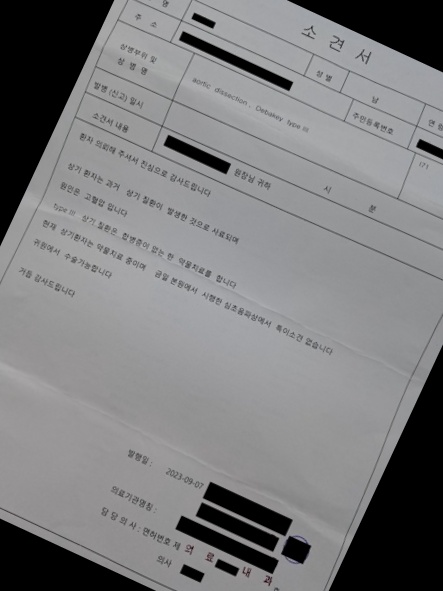 소 견 서
명
성 별 남 연 령
주 소
상병부위 및 상 병 명
aortic dissection, Debakey type III
주민등록번호
171
발병 (신고) 일시 시 분
소견서 내용
원장님 귀하
환자 의뢰해 주셔서 진심으로 감사드립니다
상기 환자는 과거 상기 질환이 발생한 것으로 사료되며
원인은 고혈압 입니다
type III 상기 질환은 합병증이 없는 한 약물치료를 합니다
현재 상기환자는 약물치료 중이며 금일 본원에서 시행한 심초음파상에서 특이소견 없습니다
귀원에서 수술가능합니다
거듭 감사드립니다
발행일 : 2023-09-07
의료기관명칭 :
담 당 의 사 : 면허번호 제
의 료 내 과
의사